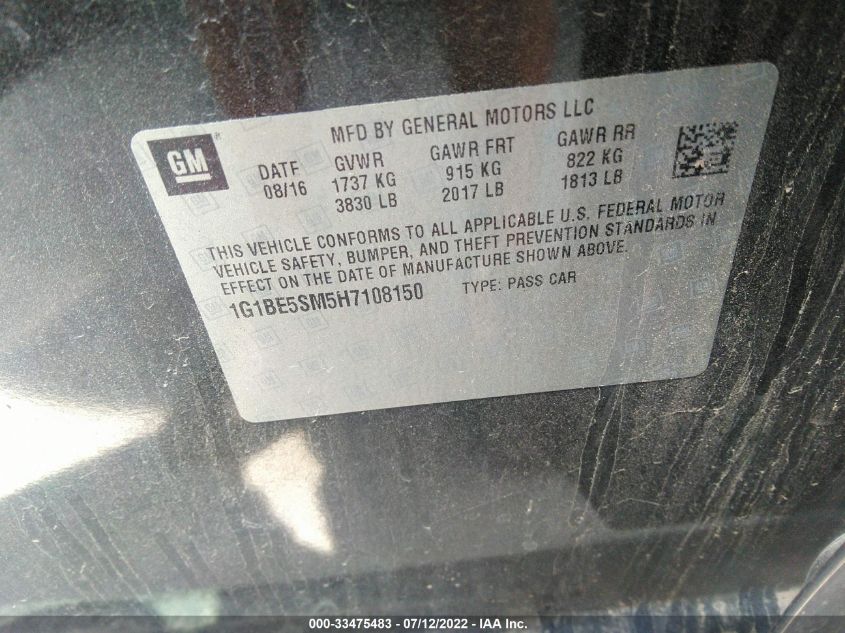 MFD BY GENERAL MOTORS LLC
GM®
DATE GVWR GAWR FRT GAWR RR
08/16 1737 KG 915 KG 822 KG
3830 LB 2017 LB 1813 LB
THIS VEHICLE CONFORMS TO ALL APPLICABLE U.S. FEDERAL MOTOR
VEHICLE SAFETY, BUMPER, AND THEFT PREVENTION STANDARDS IN
EFFECT ON THE DATE OF MANUFACTURE SHOWN ABOVE.
1G1BE5SM5H7108150 TYPE: PASS CAR
000-33475483 - 07/12/2022 - IAA Inc.